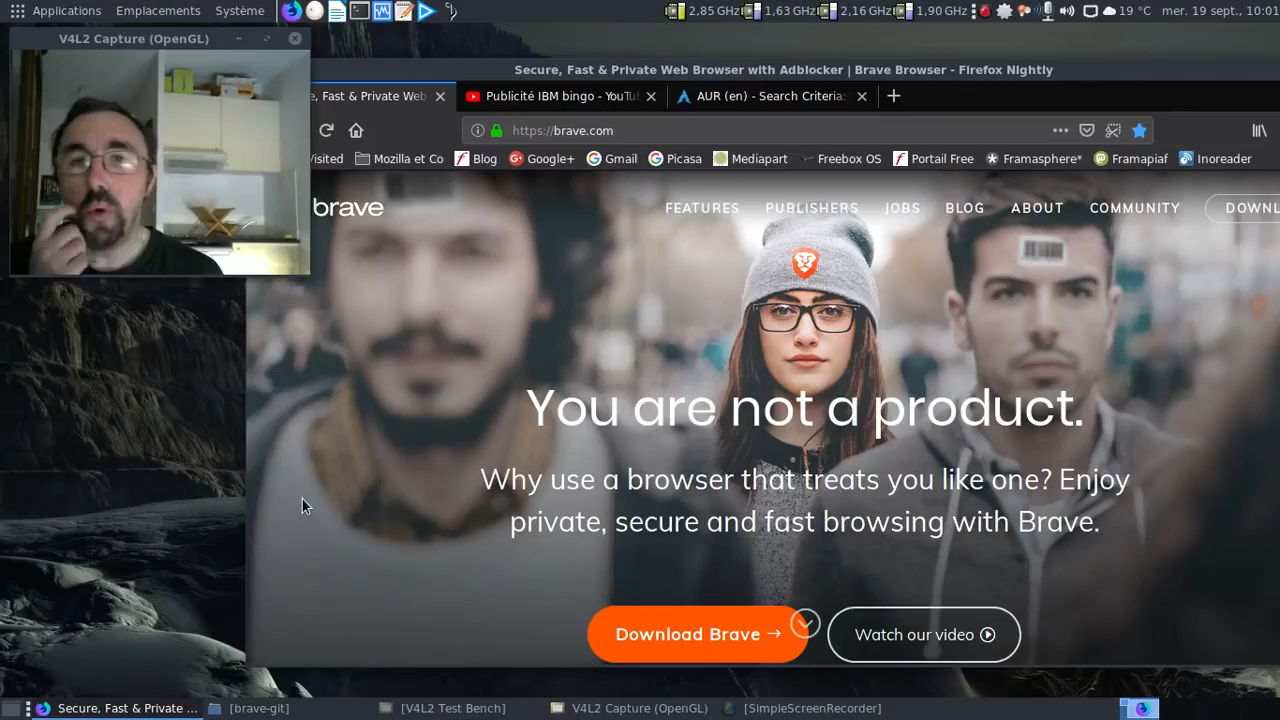 Applications Emplacements Système 2,85 GHz 1,63 GHz 2,16 GHz 1,90 GHz 19 °C mer. 19 sept., 10:01
V4L2 Capture (OpenGL)
Secure, Fast & Private Web Browser with Adblocker | Brave Browser - Firefox Nightly
e, Fast & Private Web Publicité IBM bingo - YouTu AUR (en) - Search Criteria:
https://brave.com
isited Mozilla et Co Blog Google+ Gmail Picasa Mediapart Freebox OS Portail Free Framasphere* Framapiaf Inoreader
brave FEATURES PUBLISHERS JOBS BLOG ABOUT COMMUNITY DOWNL
You are not a product.
Why use a browser that treats you like one? Enjoy
private, secure and fast browsing with Brave.
Download Brave → Watch our video
Secure, Fast & Private ... [brave-git] [V4L2 Test Bench] V4L2 Capture (OpenGL) [SimpleScreenRecorder]